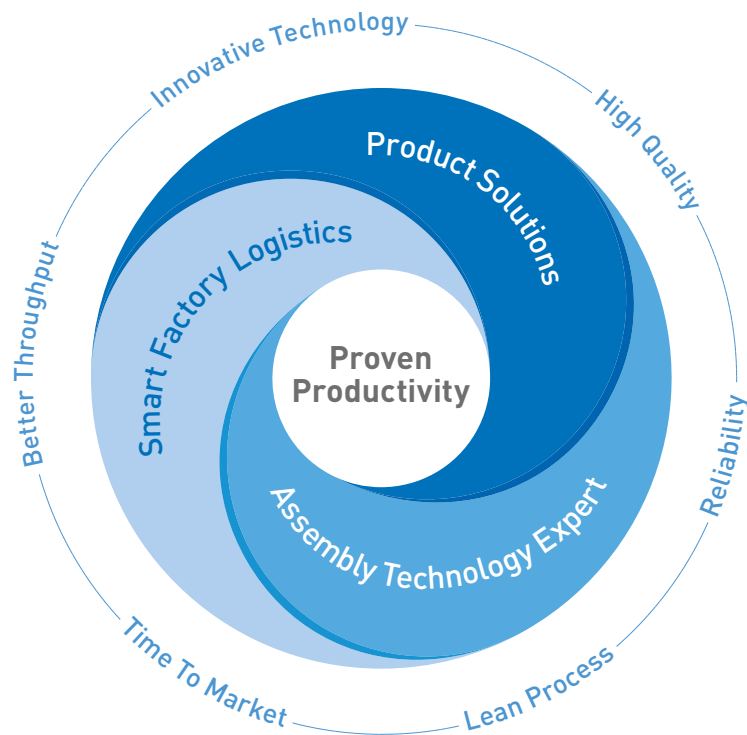 Innovative Technology
High Quality
Reliability
Lean Process
Time To Market
Better Throughput
Product Solutions
Assembly Technology Expert
Smart Factory Logistics
Proven
Productivity